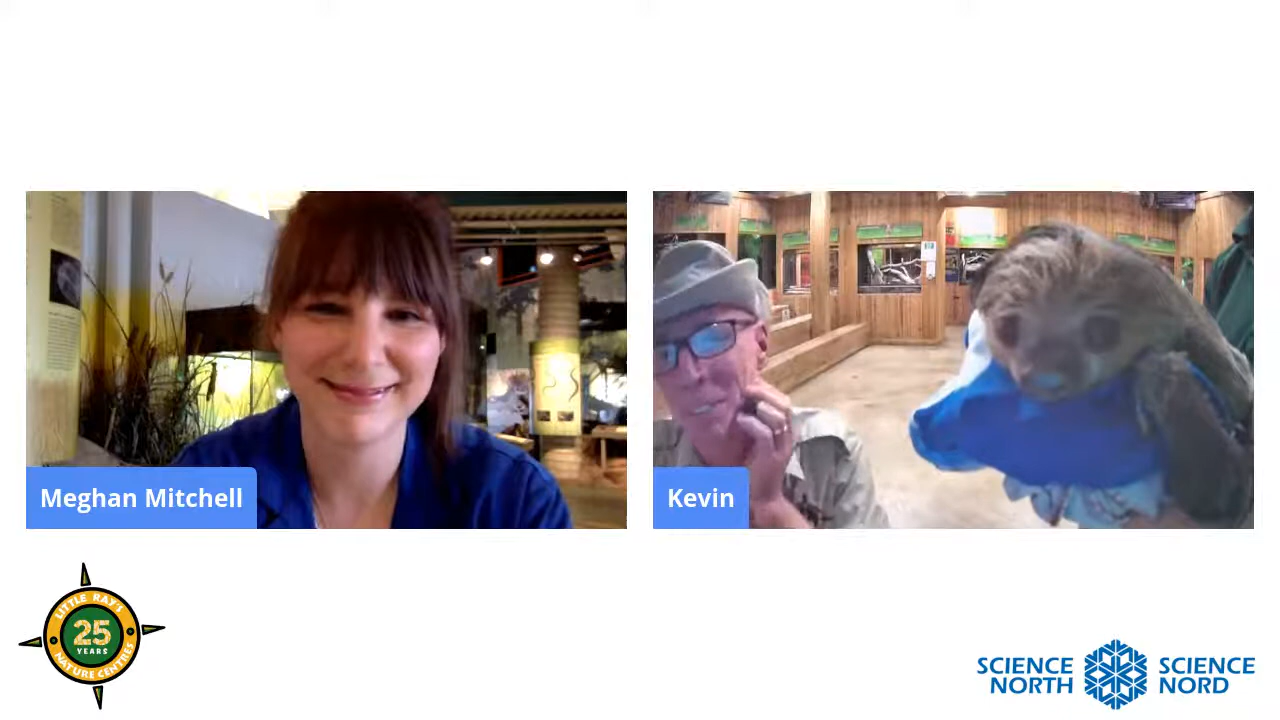 Meghan Mitchell
Kevin
LITTLE RAY'S
25
YEARS
NATURE CENTRES
SCIENCE NORTH
SCIENCE NORD